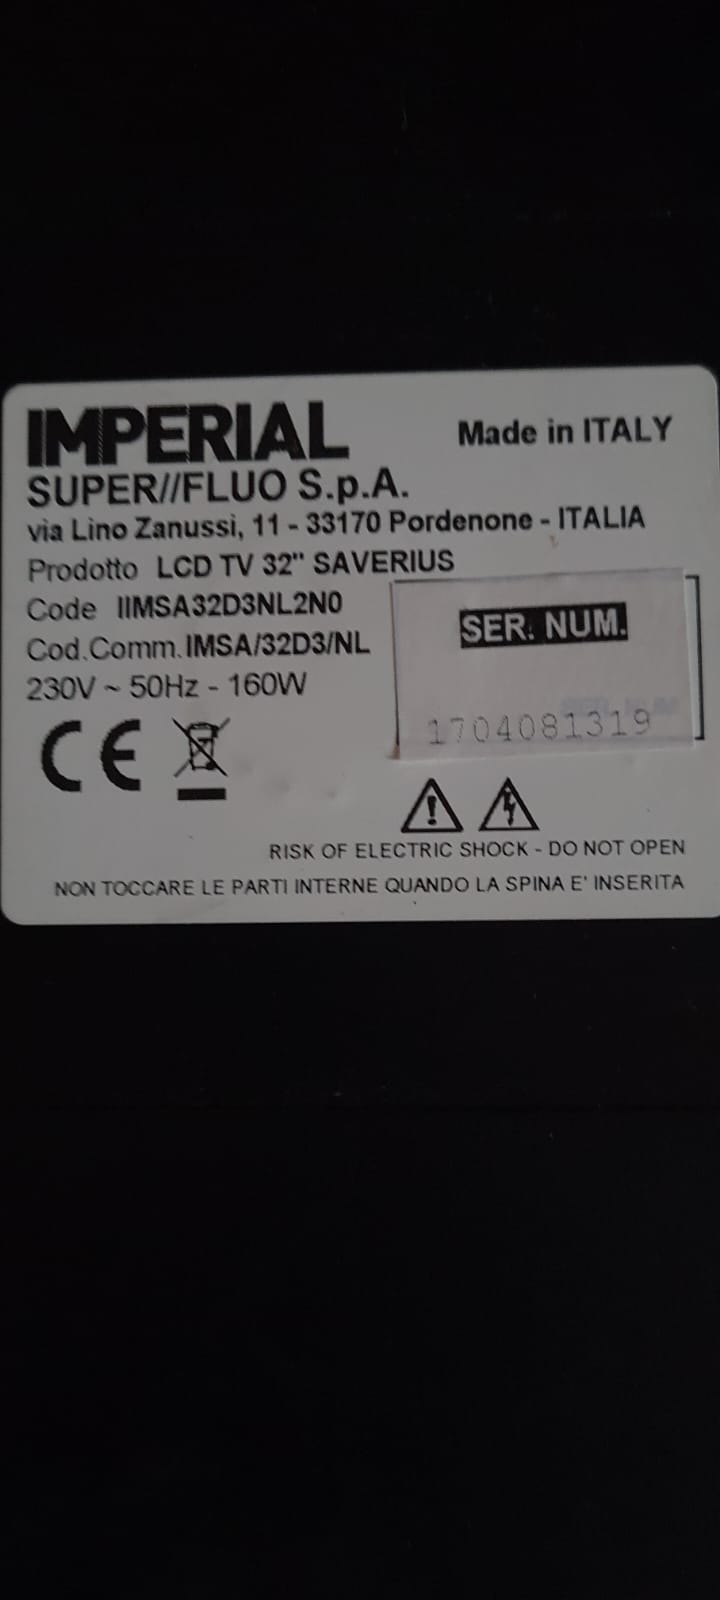 IMPERIAL
Made in ITALY
SUPER//FLUO S.p.A.
via Lino Zanussi, 11 - 33170 Pordenone - ITALIA
Prodotto LCD TV 32" SAVERIUS
Code IIMSA32D3NL2N0
Cod.Comm. IMSA/32D3/NL
230V ~ 50Hz - 160W
SER. NUM.
1704081319
CE
RISK OF ELECTRIC SHOCK - DO NOT OPEN
NON TOCCARE LE PARTI INTERNE QUANDO LA SPINA E' INSERITA